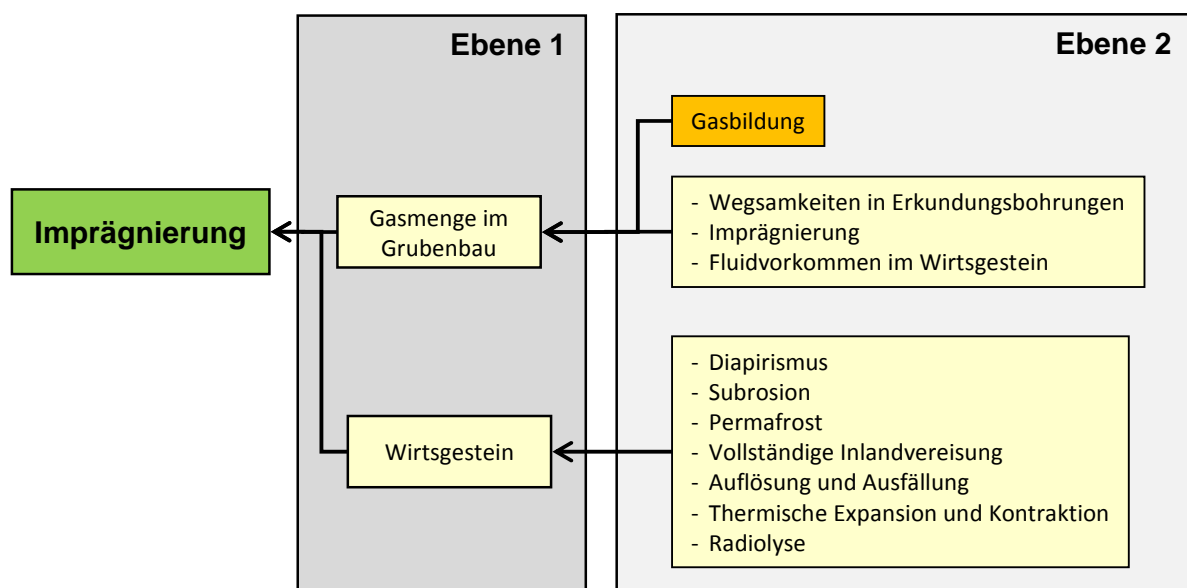 Ebene 1
Ebene 2
Gasbildung
Imprägnierung
Gasmenge im
Grubenbau
- Wegsamkeiten in Erkundungsbohrungen
- Imprägnierung
- Fluidvorkommen im Wirtsgestein
Wirtsgestein
- Diapirismus
- Subrosion
- Permafrost
- Vollständige Inlandvereisung
- Auflösung und Ausfällung
- Thermische Expansion und Kontraktion
- Radiolyse